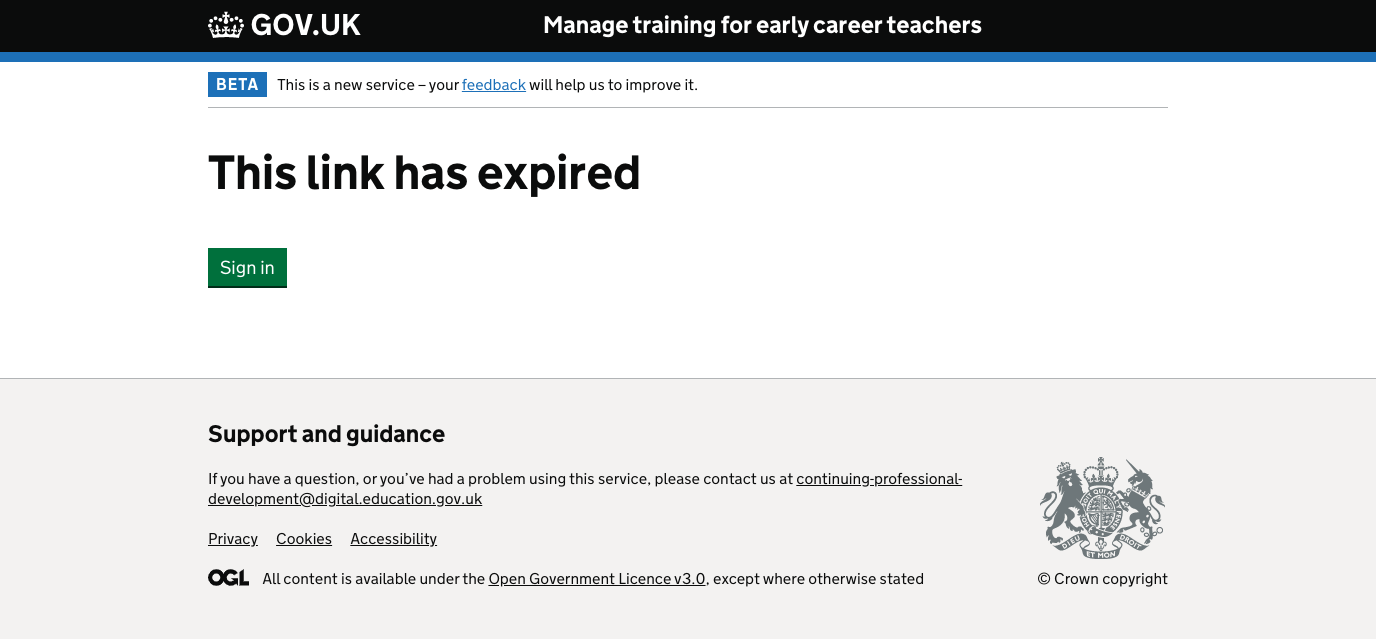 GOV.UK
Manage training for early career teachers
BETA
This is a new service – your feedback will help us to improve it.
This link has expired
Sign in
Support and guidance
If you have a question, or you’ve had a problem using this service, please contact us at continuing-professional-
development@digital.education.gov.uk
Privacy Cookies Accessibility
OGL All content is available under the Open Government Licence v3.0, except where otherwise stated
DIEU ET MON DROIT
© Crown copyright